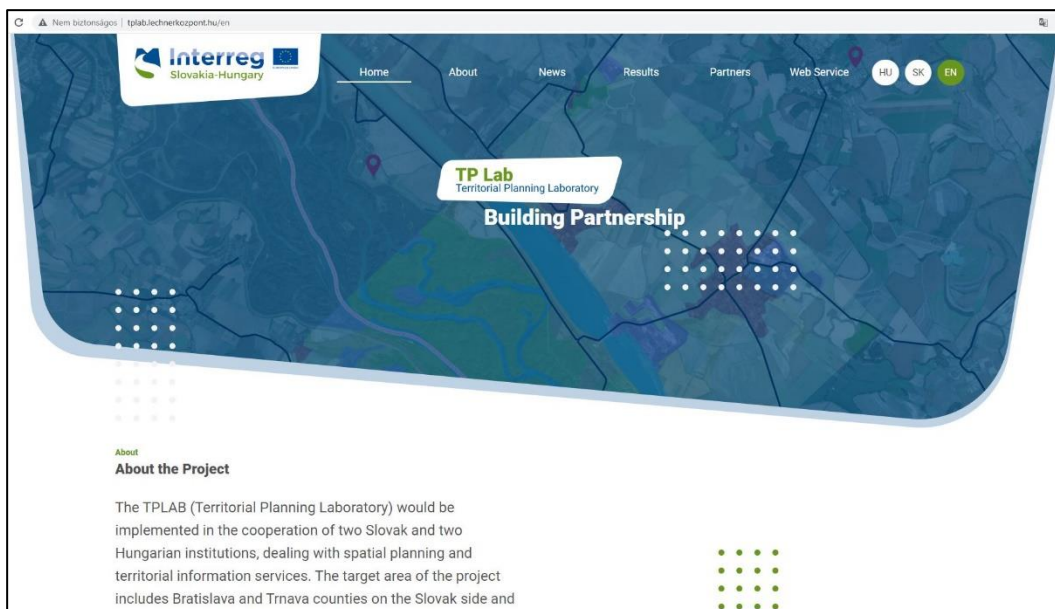 Nem biztonságos | tplab.lechnerkozpont.hu/en
Interreg
Slovakia-Hungary
Home About News Results Partners Web Service HU SK EN
TP Lab
Territorial Planning Laboratory
Building Partnership
About
About the Project
The TPLAB (Territorial Planning Laboratory) would be
implemented in the cooperation of two Slovak and two
Hungarian institutions, dealing with spatial planning and
territorial information services. The target area of the project
includes Bratislava and Trnava counties on the Slovak side and